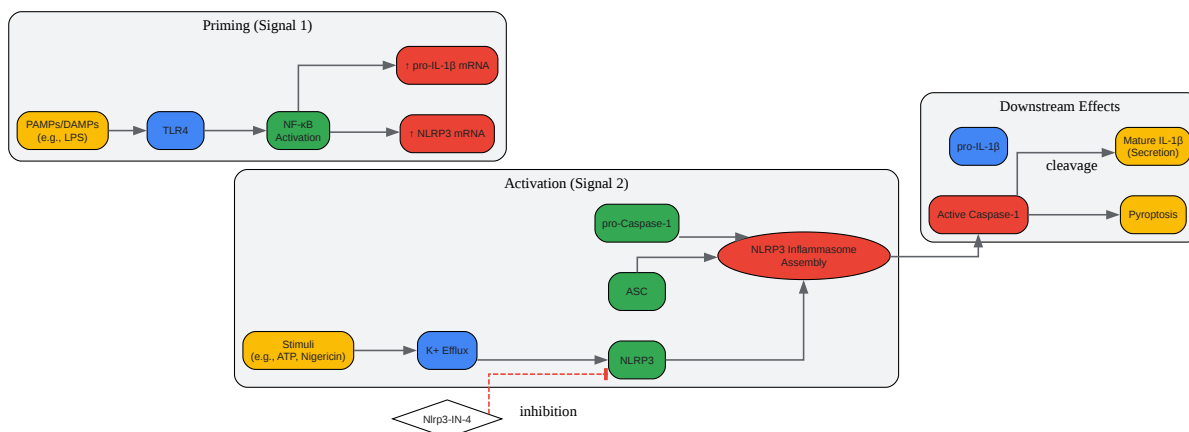 Priming (Signal 1)
↑ pro-IL-1β mRNA
PAMPs/DAMPs
(e.g., LPS)
TLR4
NF-κB
Activation
↑ NLRP3 mRNA
Downstream Effects
pro-IL-1β
Mature IL-1β
(Secretion)
cleavage
Active Caspase-1
Pyroptosis
Activation (Signal 2)
pro-Caspase-1
NLRP3 Inflammasome
Assembly
ASC
Stimuli
(e.g., ATP, Nigericin)
K+ Efflux
NLRP3
Nlrp3-IN-4
inhibition